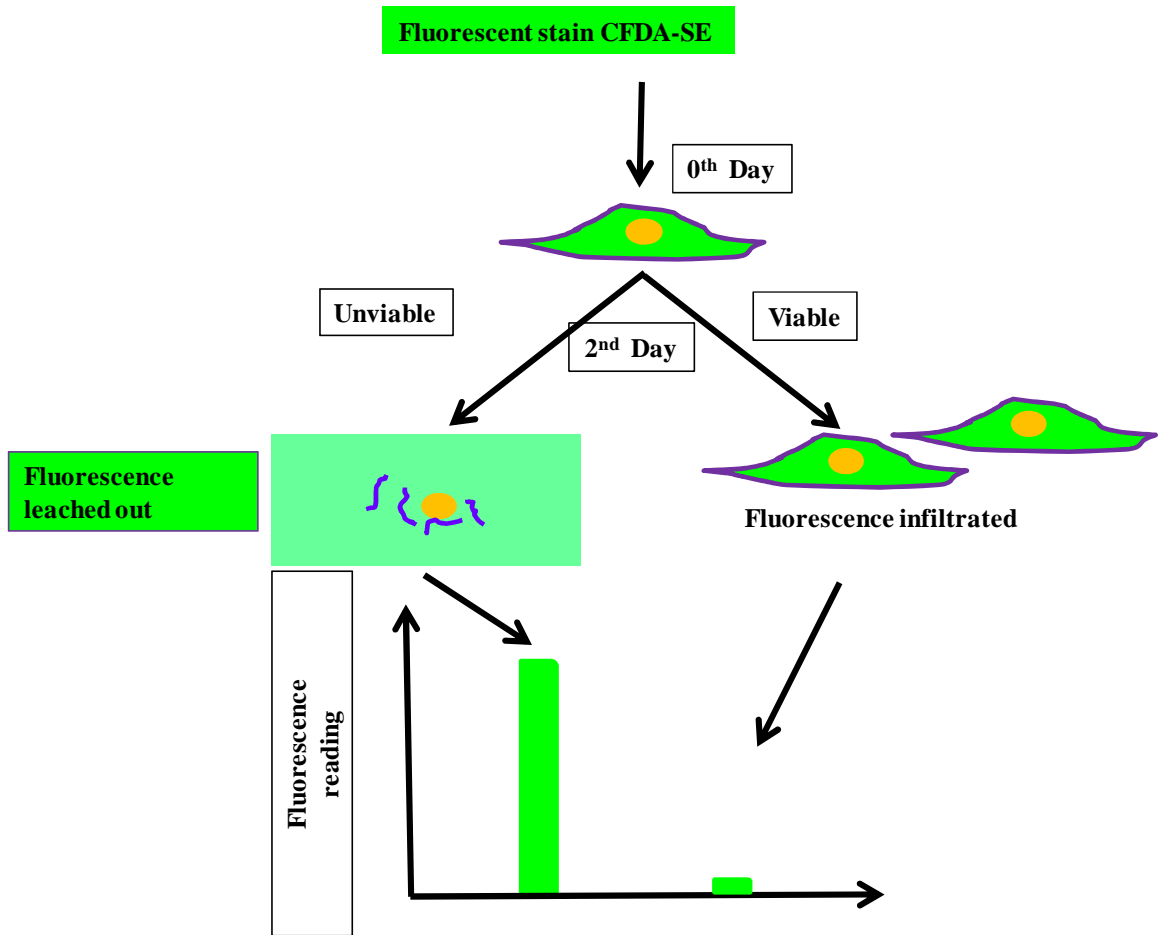 Fluorescent stain CFDA-SE
0th Day
Unviable
Viable
2nd Day
Fluorescence
leached out
Fluorescence infiltrated
Fluorescence
reading